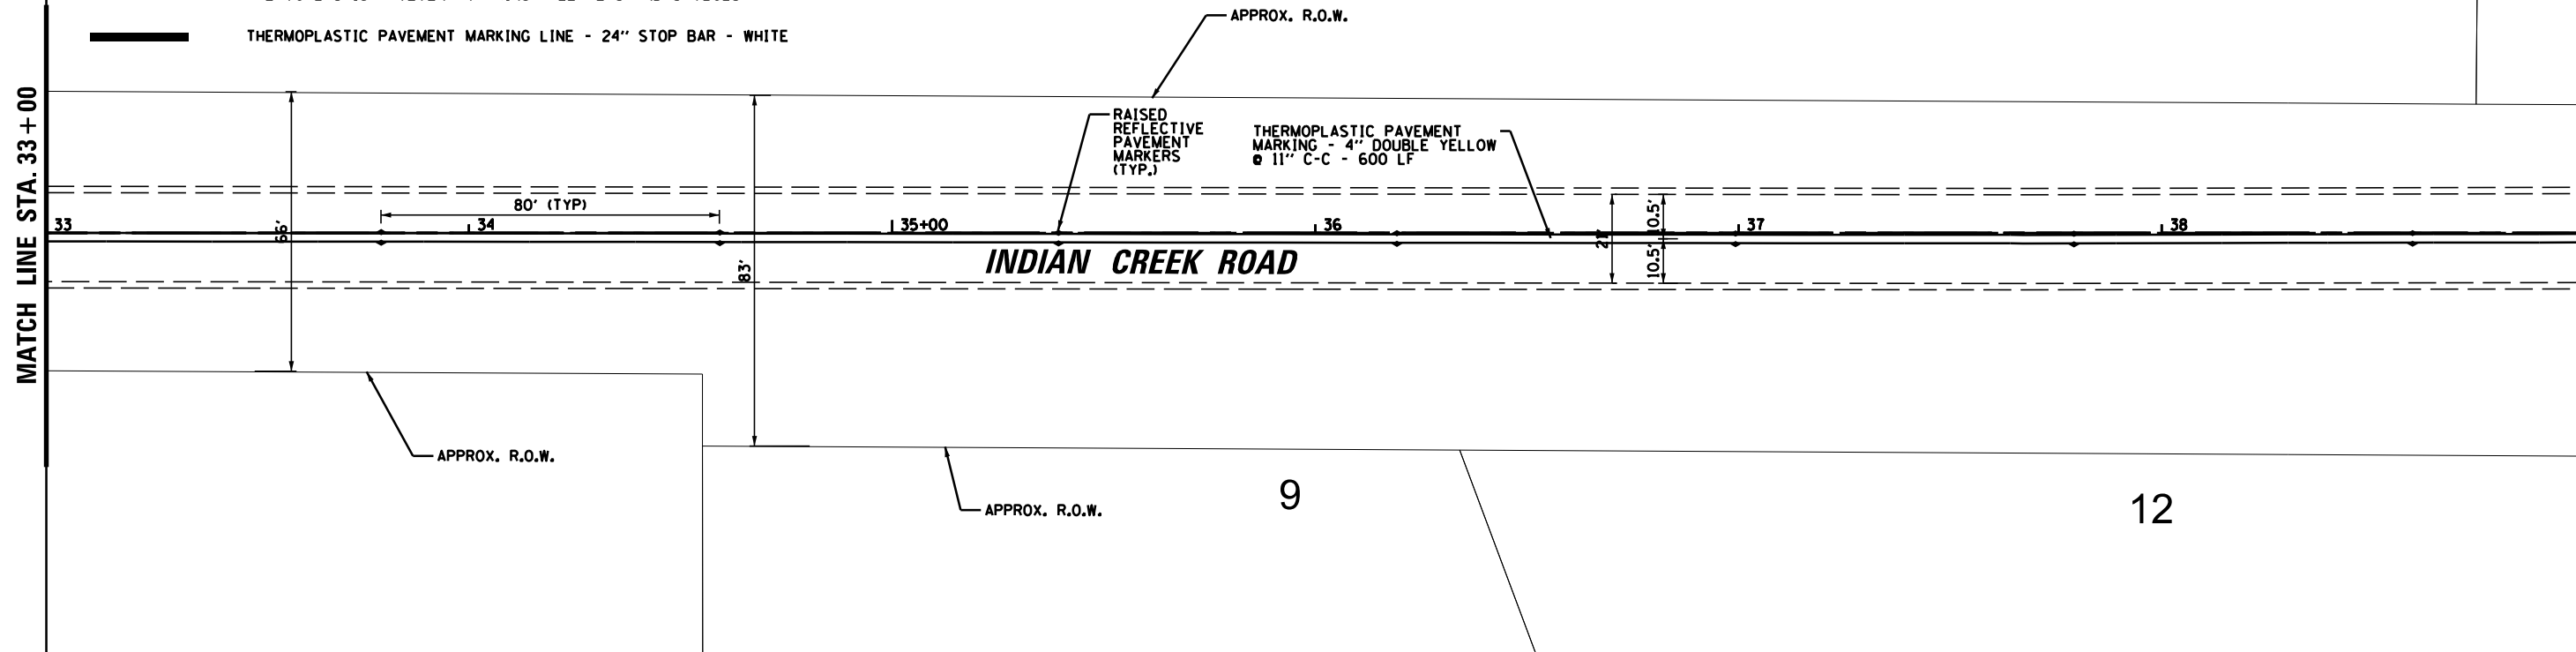 THERMOPLASTIC PAVEMENT MARKING LINE - 24" STOP BAR - WHITE
APPROX. R.O.W.
MATCH LINE STA. 33+00
RAISED
REFLECTIVE
PAVEMENT
MARKERS
(TYP.)
THERMOPLASTIC PAVEMENT
MARKING - 4" DOUBLE YELLOW
@ 11" C-C - 600 LF
80' (TYP)
33
34
35+00
36
37
38
66'
83'
21'
10.5'
10.5'
INDIAN CREEK ROAD
APPROX. R.O.W.
APPROX. R.O.W.
9
12